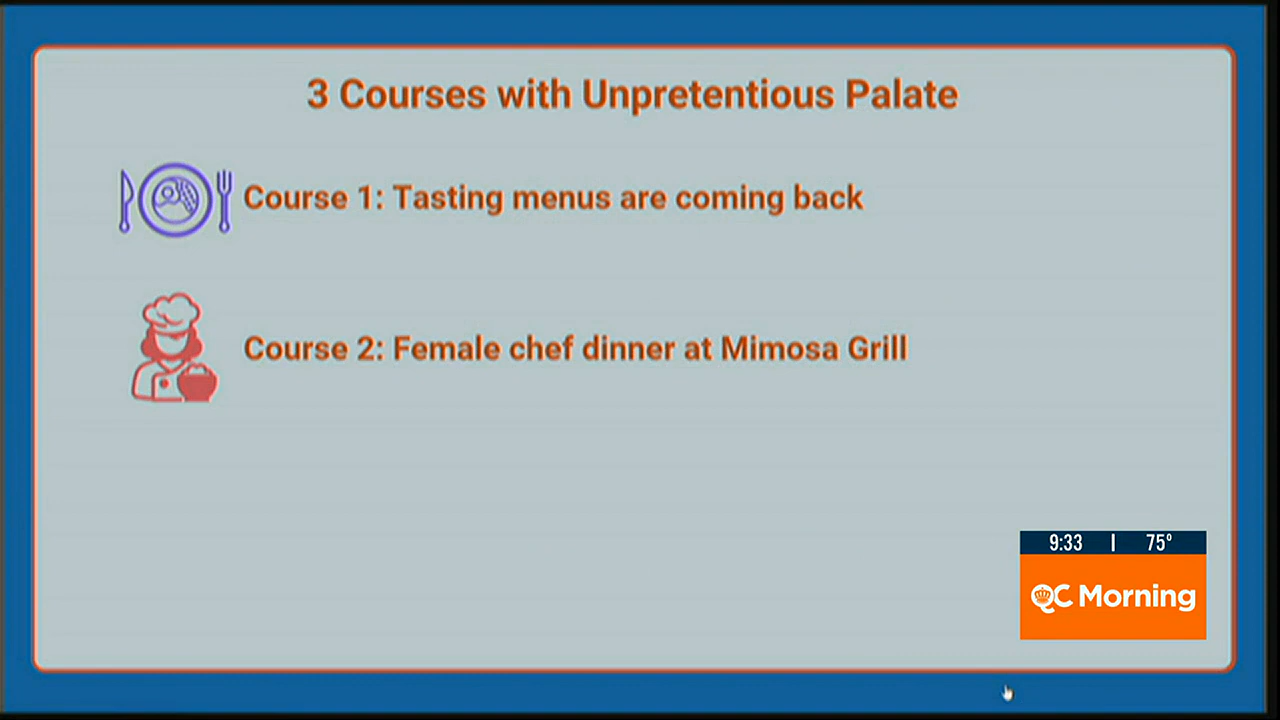 3 Courses with Unpretentious Palate
Course 1: Tasting menus are coming back
Course 2: Female chef dinner at Mimosa Grill
9:33 | 75°
QC Morning